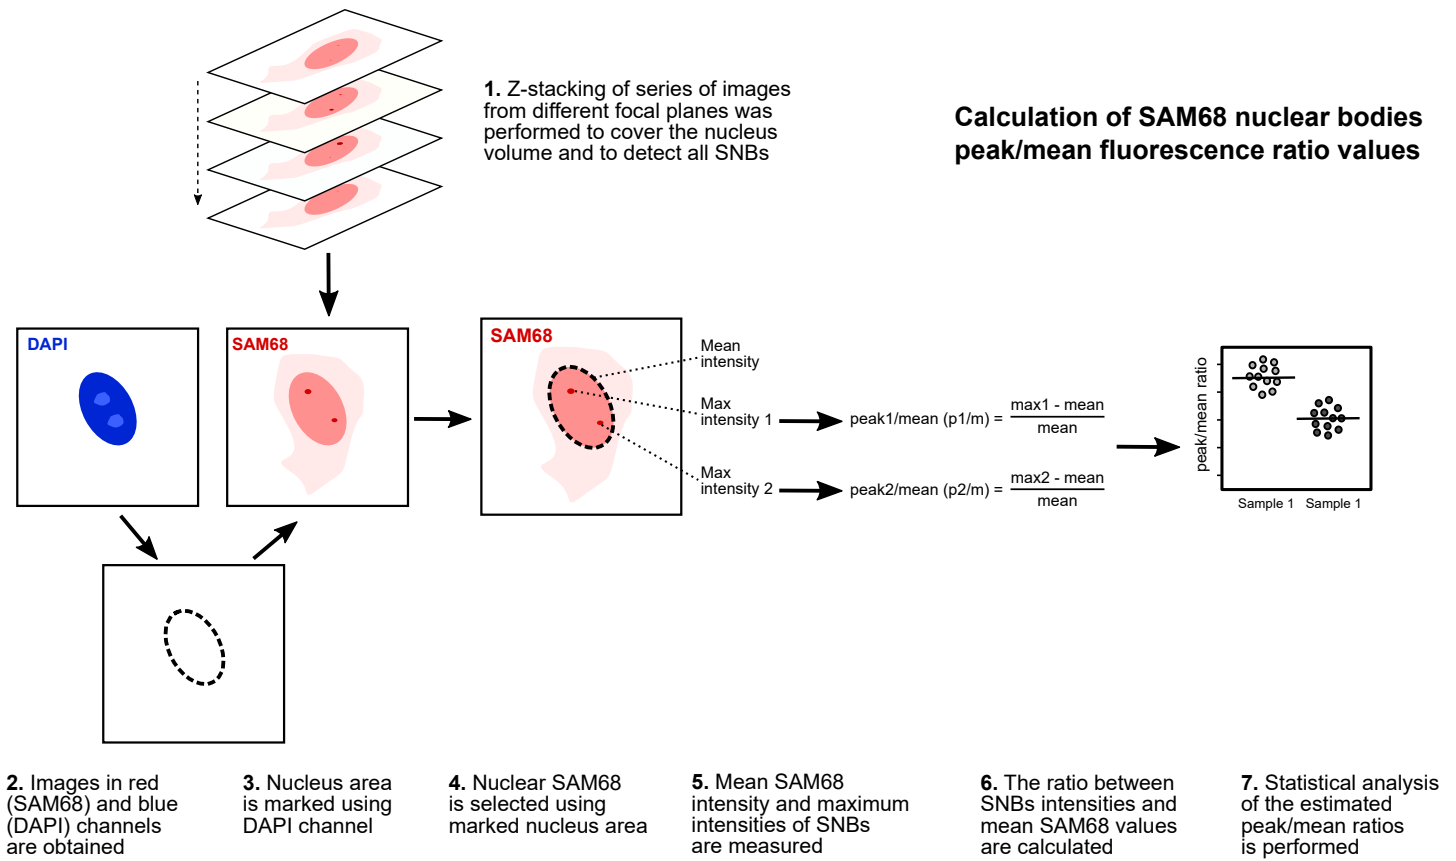 1. Z-stacking of series of images
from different focal planes was
performed to cover the nucleus
volume and to detect all SNBs
Calculation of SAM68 nuclear bodies
peak/mean fluorescence ratio values
DAPI
SAM68
SAM68
Mean
intensity
Max
intensity 1
Max
intensity 2
peak1/mean (p1/m) = max1 - mean
mean
peak2/mean (p2/m) = max2 - mean
mean
peak/mean ratio
Sample 1 Sample 1
2. Images in red
(SAM68) and blue
(DAPI) channels
are obtained
3. Nucleus area
is marked using
DAPI channel
4. Nuclear SAM68
is selected using
marked nucleus area
5. Mean SAM68
intensity and maximum
intensities of SNBs
are measured
6. The ratio between
SNBs intensities and
mean SAM68 values
are calculated
7. Statistical analysis
of the estimated
peak/mean ratios
is performed